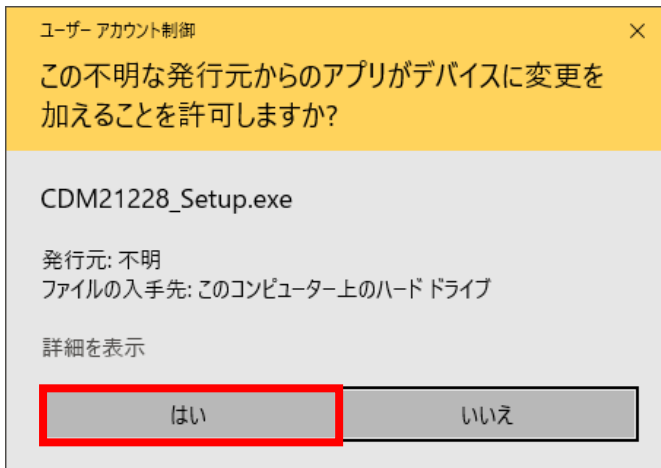 ユーザー アカウント制御
この不明な発行元からのアプリがデバイスに変更を
加えることを許可しますか?
CDM21228_Setup.exe
発行元: 不明
ファイルの入手先: このコンピューター上のハード ドライブ
詳細を表示
はい
いいえ